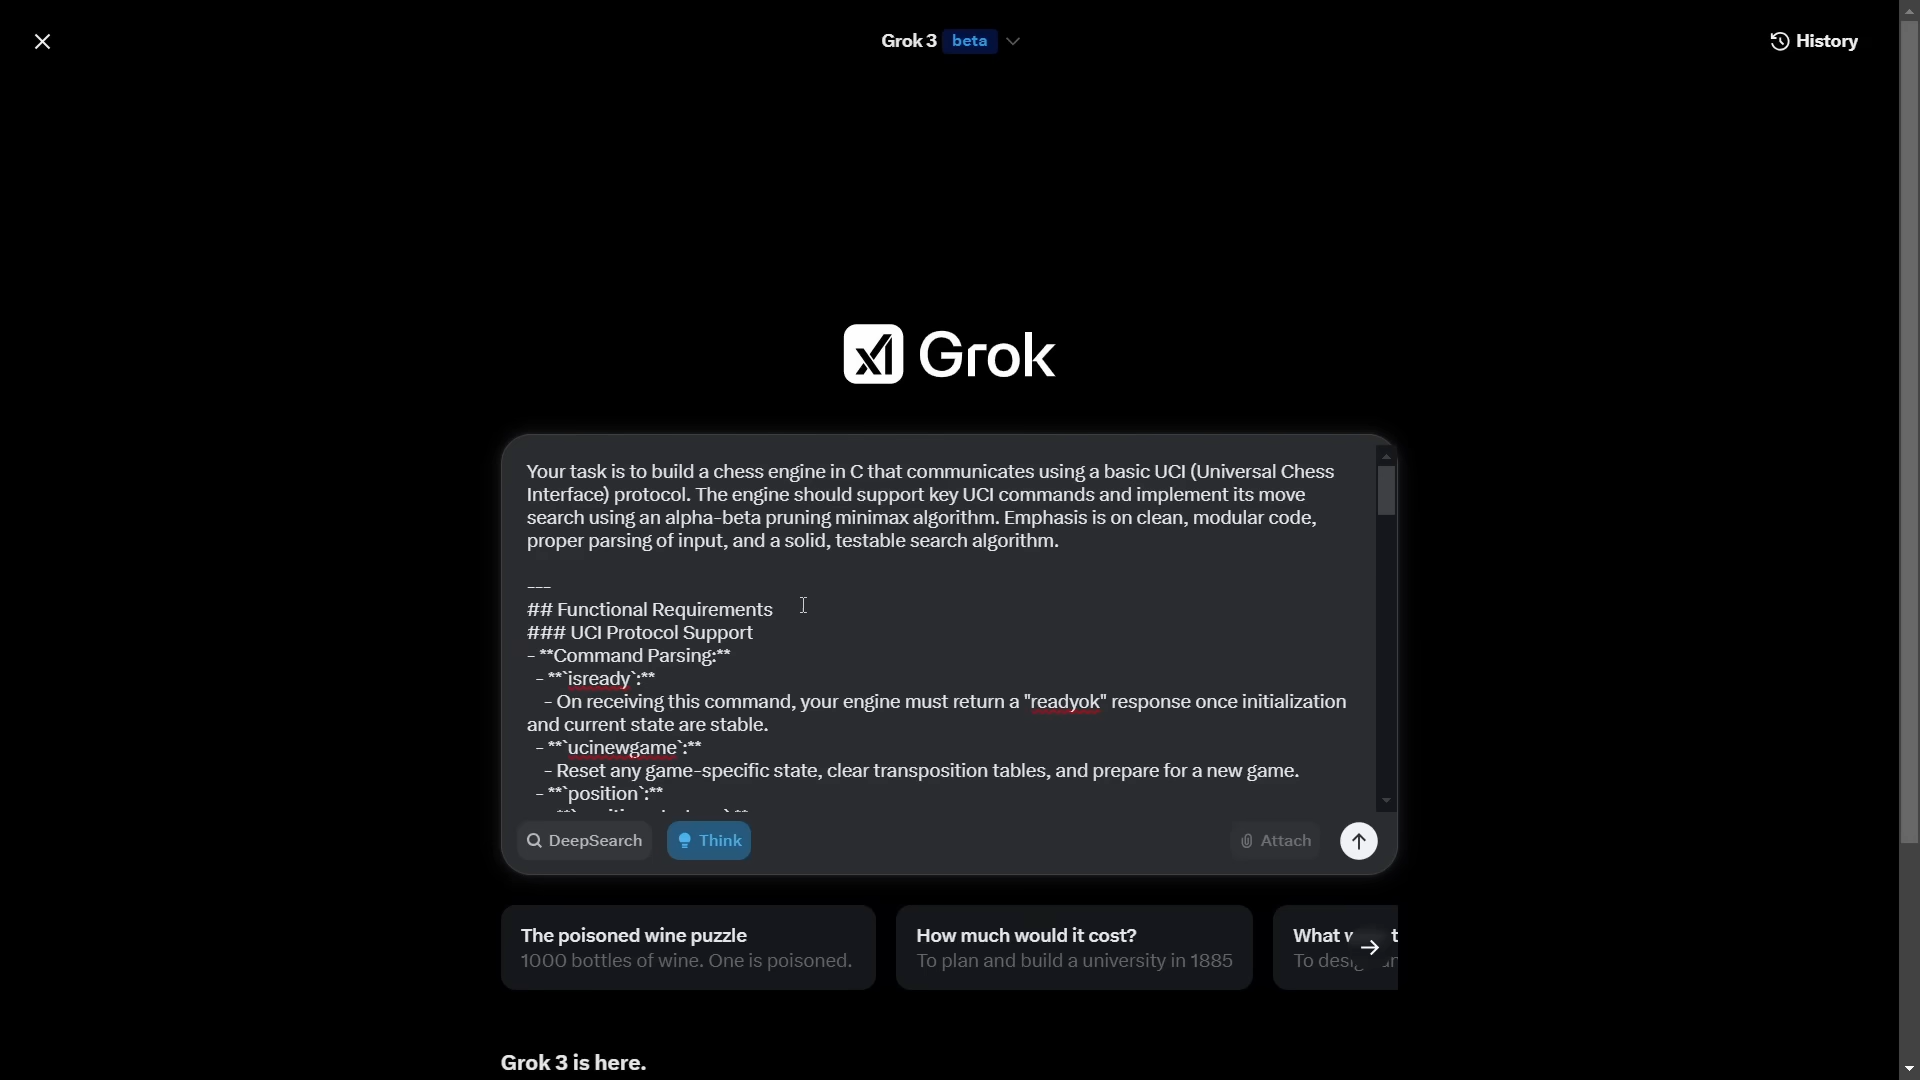 Grok 3 beta
History
Grok
Your task is to build a chess engine in C that communicates using a basic UCI (Universal Chess
Interface) protocol. The engine should support key UCI commands and implement its move
search using an alpha-beta pruning minimax algorithm. Emphasis is on clean, modular code,
proper parsing of input, and a solid, testable search algorithm.
---
## Functional Requirements
### UCI Protocol Support
- **Command Parsing:**
- **`isready`:**
- On receiving this command, your engine must return a "readyok" response once initialization
and current state are stable.
- **`ucinewgame`:**
- Reset any game-specific state, clear transposition tables, and prepare for a new game.
- **`position`:**
DeepSearch
Think
Attach
The poisoned wine puzzle
1000 bottles of wine. One is poisoned.
How much would it cost?
To plan and build a university in 1885
What
To
Grok 3 is here.